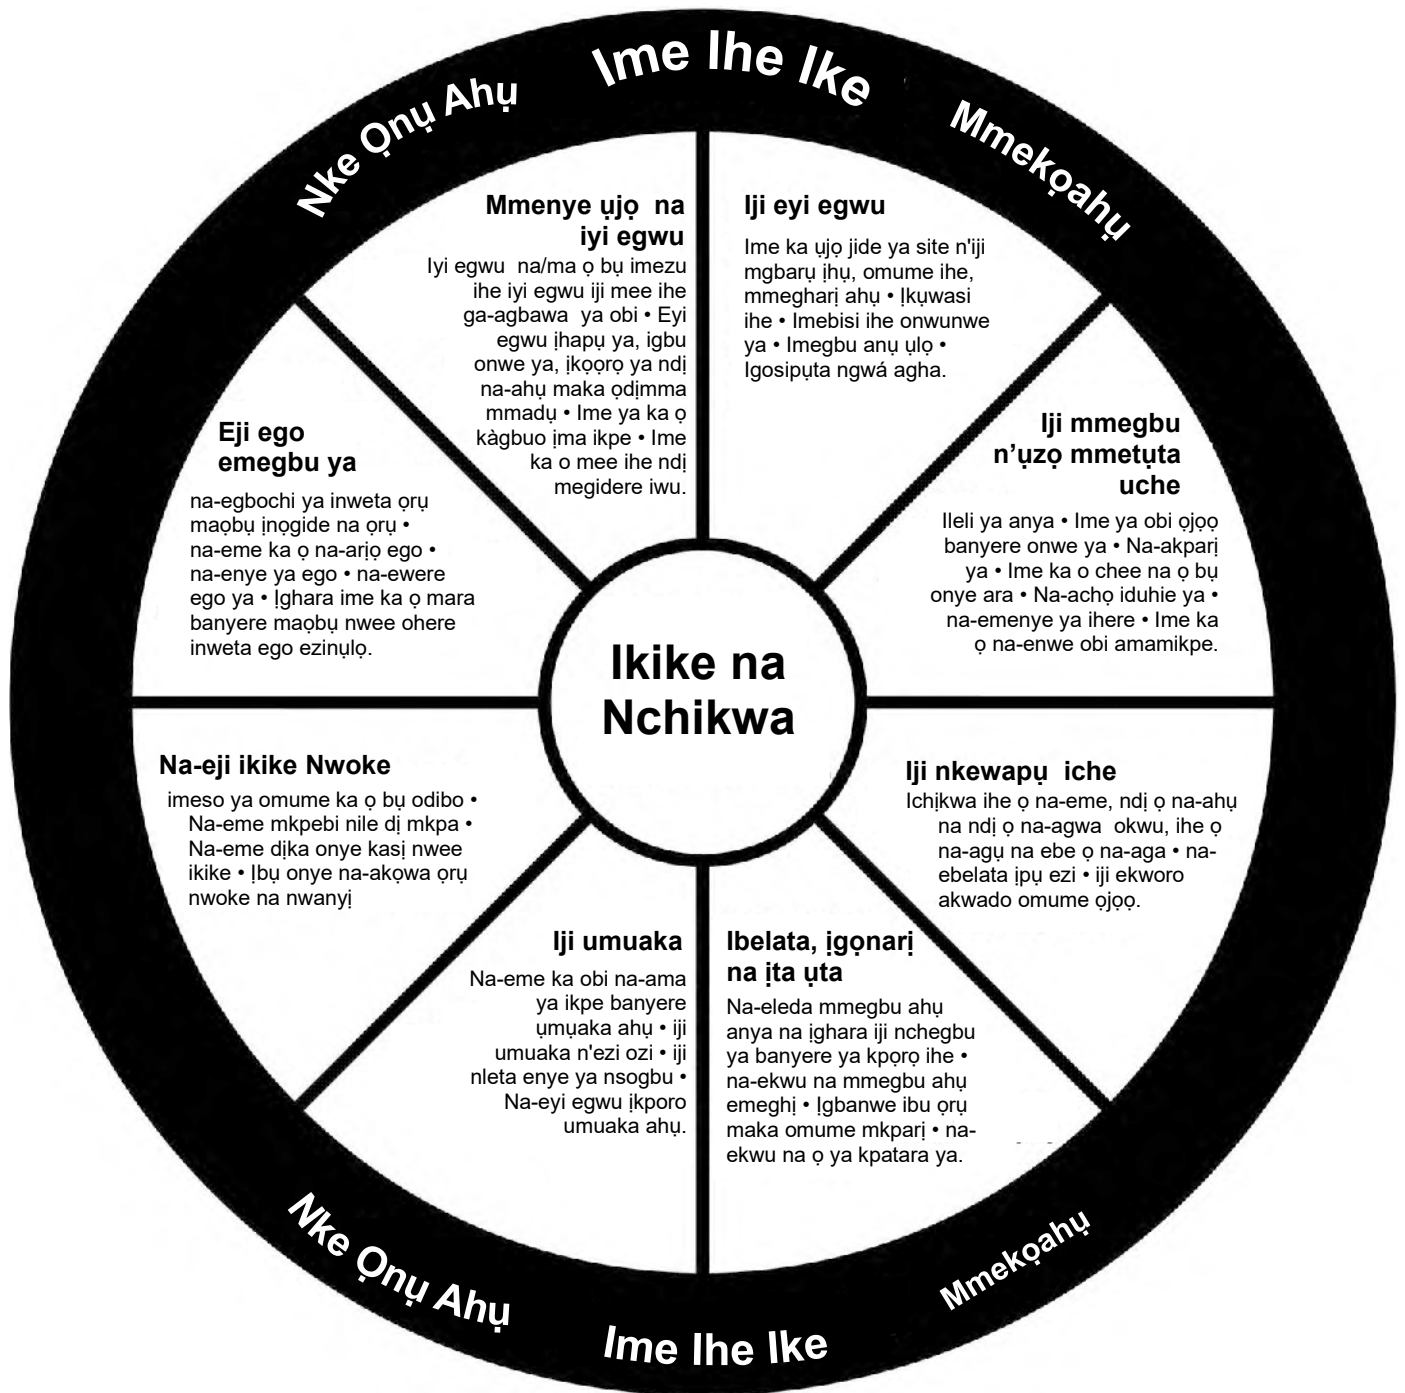 Ime Ihe Ike
Nke Ọnụ Ahụ
Mmekọahụ
Mmenye ụjọ na
iyi egwu
Iyi egwu na/ma ọ bụ imezu
ihe iyi egwu iji mee ihe
ga-agbawa ya obi • Eyi
egwu ịhapụ ya, igbu
onwe ya, ịkọọrọ ya ndị
na-ahụ maka ọdịmma
mmadụ • Ime ya ka ọ
kàgbuo ịma ikpe • Ime
ka o mee ihe ndị
megidere iwu.
Iji eyi egwu
Ime ka ụjọ jide ya site n'iji
mgbarụ ịhụ, omume ihe,
mmegharị ahụ • Ịkụwasi
ihe • Imebisi ihe onwunwe
ya • Imegbu anụ ụlọ •
Igosipụta ngwá agha.
Eji ego
emegbu ya
na-egbochi ya inweta ọrụ
maọbụ ịnọgide na ọrụ •
na-eme ka ọ na-arịọ ego •
na-enye ya ego • na-ewere
ego ya • Ịghara ime ka ọ mara
banyere maọbụ nwee ohere
inweta ego ezinụlọ.
Iji mmegbu
n’ụzọ mmetụta
uche
Ileli ya anya • Ime ya obi ọjọọ
banyere onwe ya • Na-akparị
ya • Ime ka o chee na ọ bụ
onye ara • Na-achọ iduhie ya •
na-emenye ya ihere • Ime ka
ọ na-enwe obi amamikpe.
Ikike na
Nchikwa
Na-eji ikike Nwoke
imeso ya omume ka ọ bụ odibo •
Na-eme mkpebi nile dị mkpa •
Na-eme dịka onye kasị nwee
ikike • Ịbụ onye na-akọwa ọrụ
nwoke na nwanyị
Iji nkewapụ iche
Ichịkwa ihe ọ na-eme, ndị ọ na-ahụ
na ndị ọ na-agwa okwu, ihe ọ
na-agụ na ebe ọ na-aga • na-
ebelata ịpụ ezi • iji ekworo
akwado omume ọjọọ.
Iji umuaka
Na-eme ka obi na-ama
ya ikpe banyere
ụmụaka ahụ • iji
umuaka n'ezi ozi • iji
nleta enye ya nsogbu •
Na-eyi egwu ịkporo
umuaka ahụ.
Ibelata, ịgọnarị
na ịta ụta
Na-eleda mmegbu ahụ
anya na ịghara iji nchegbu
ya banyere ya kpọrọ ihe •
na-ekwu na mmegbu ahụ
emeghị • Ịgbanwe ibu ọrụ
maka omume mkparị • na-
ekwu na ọ ya kpatara ya.
Nke Ọnụ Ahụ
Ime Ihe Ike
Mmekọahụ